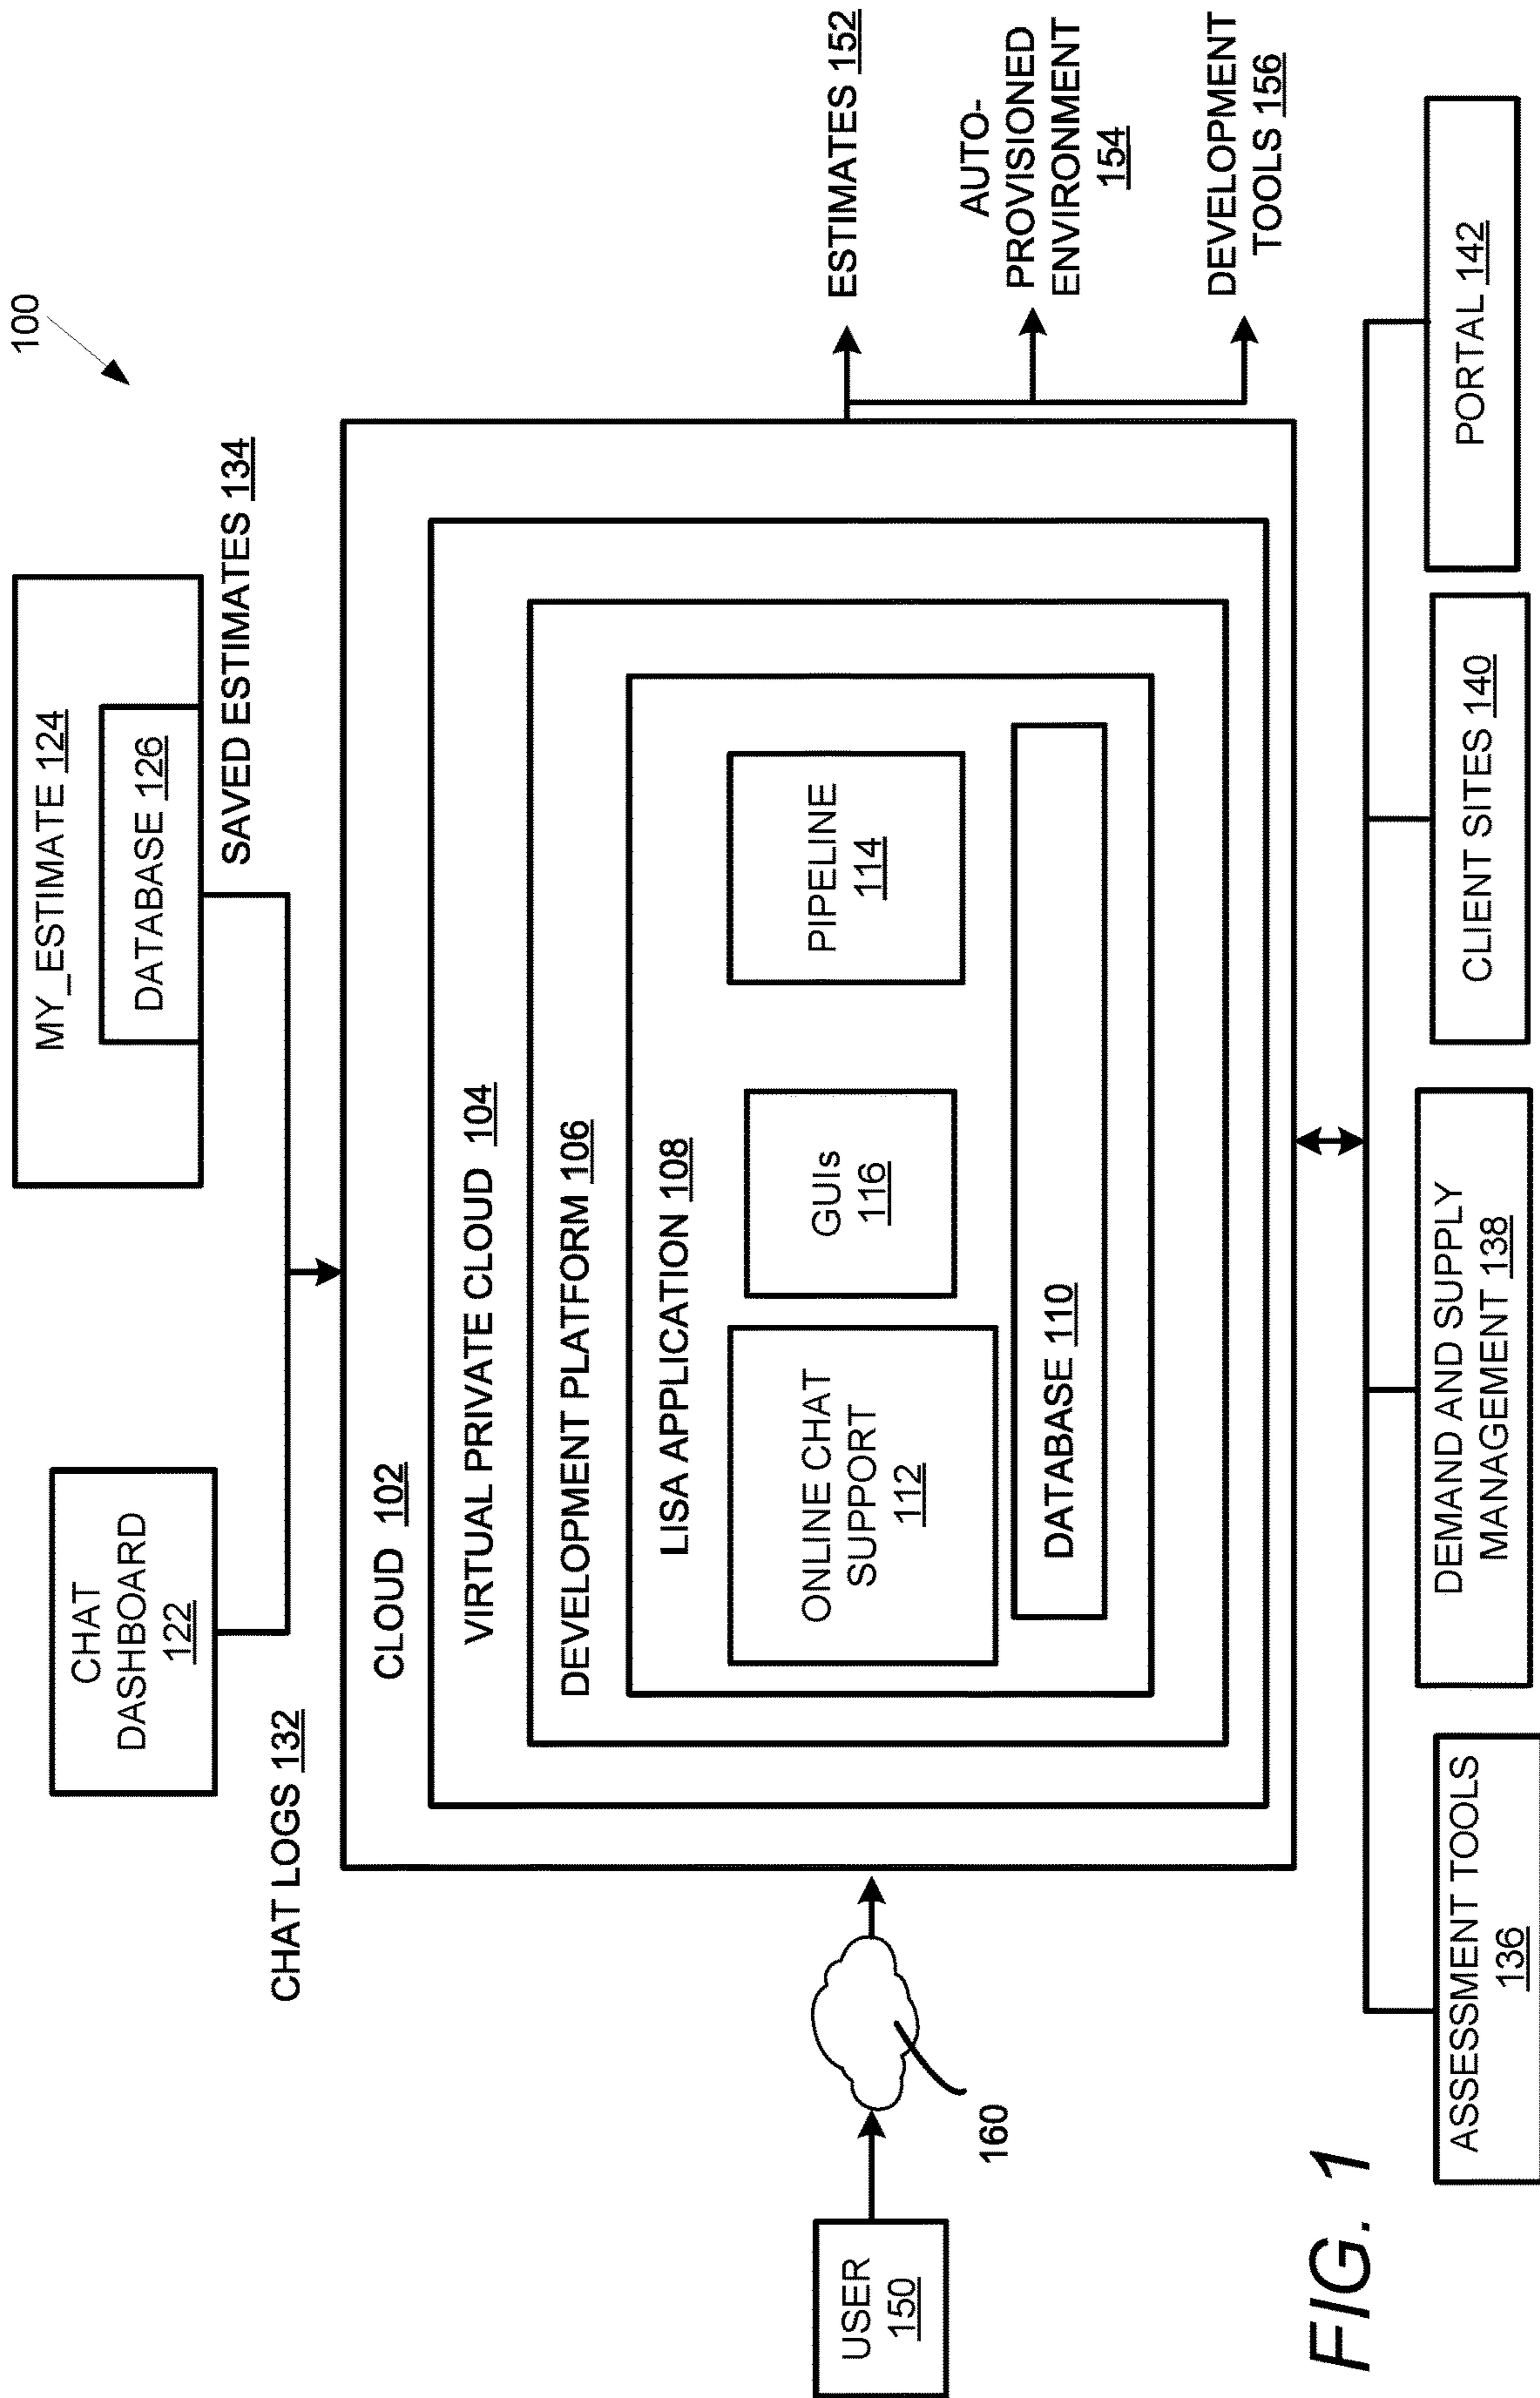 100
CHAT
DASHBOARD
122
MY_ESTIMATE 124
DATABASE 126
CHAT LOGS 132
SAVED ESTIMATES 134
CLOUD 102
VIRTUAL PRIVATE CLOUD 104
DEVELOPMENT PLATFORM 106
LISA APPLICATION 108
ONLINE CHAT
SUPPORT
112
GUIs
116
PIPELINE
114
DATABASE 110
USER
150
160
ESTIMATES 152
AUTO-
PROVISIONED
ENVIRONMENT
154
DEVELOPMENT
TOOLS 156
ASSESSMENT TOOLS
136
DEMAND AND SUPPLY
MANAGEMENT 138
CLIENT SITES 140
PORTAL 142
FIG. 1